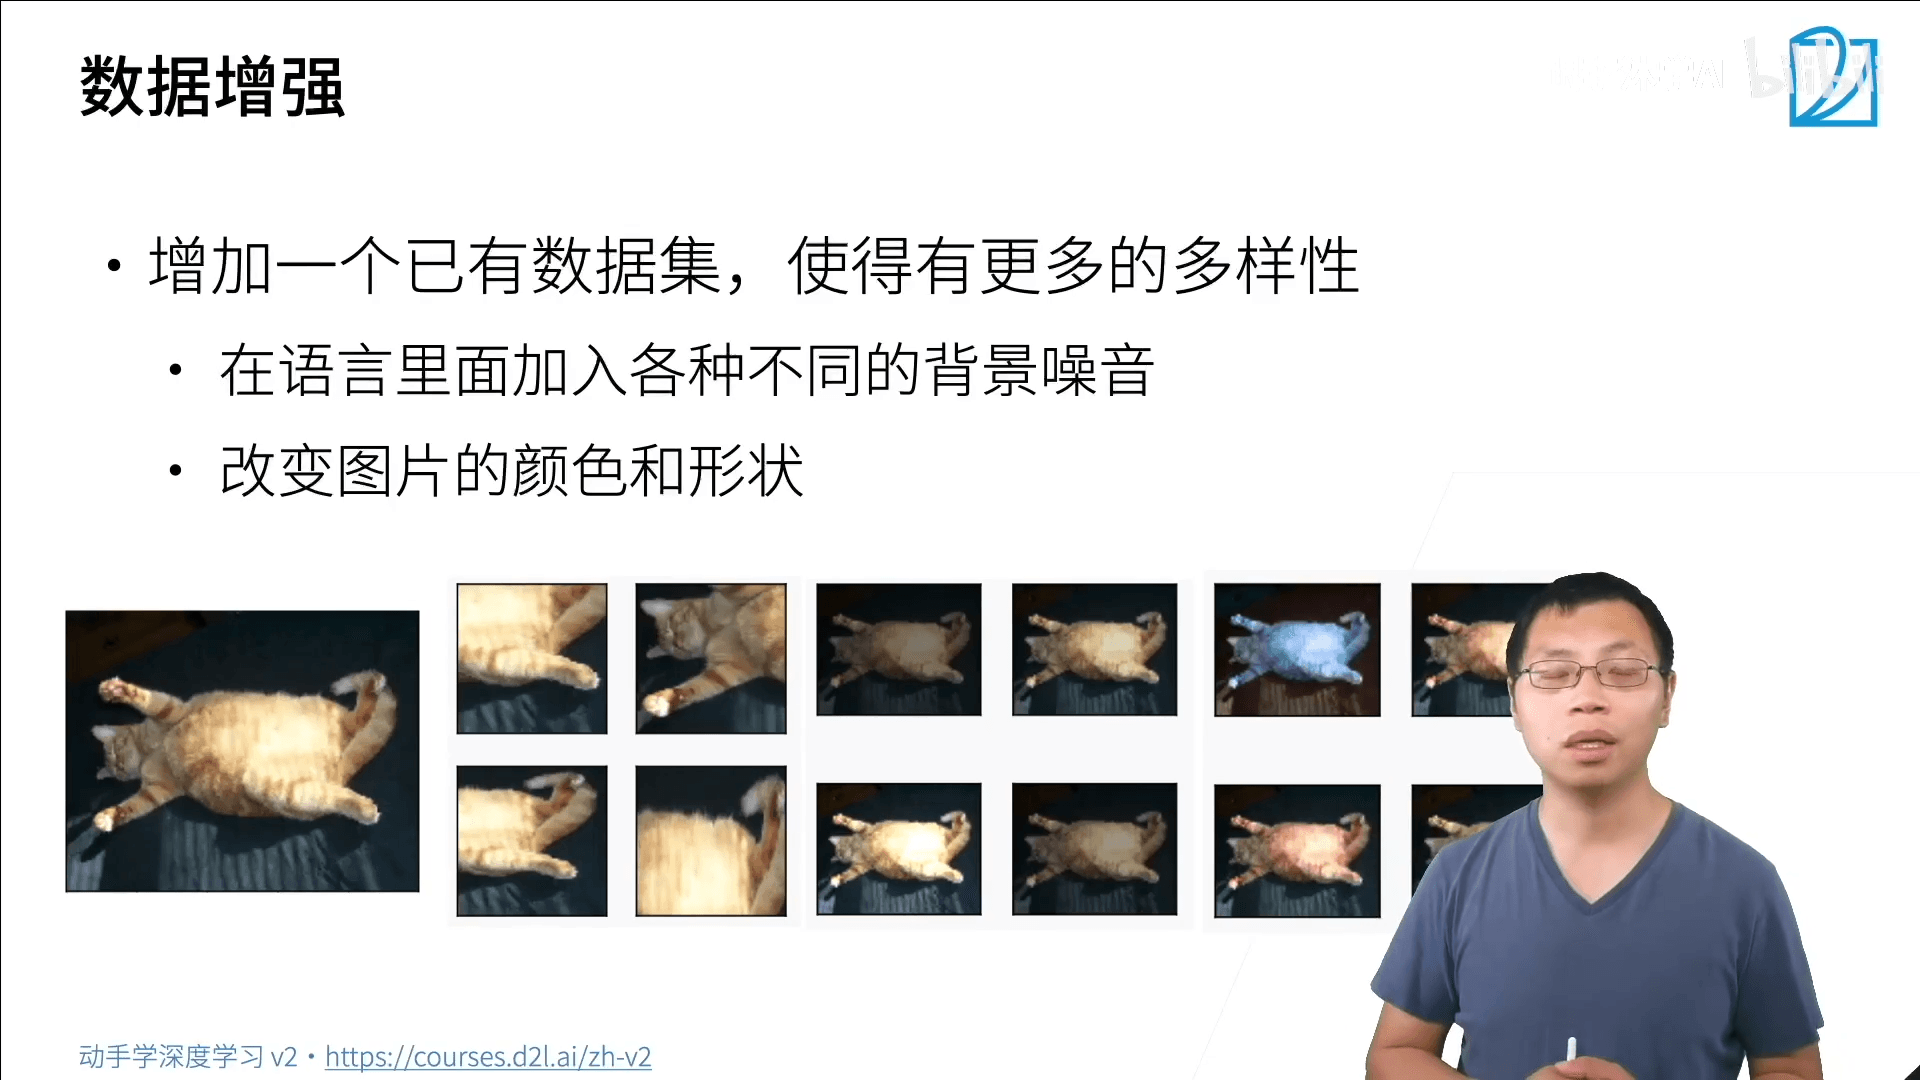 数据增强
bilibili
• 增加一个已有数据集，使得有更多的多样性
• 在语言里面加入各种不同的背景噪音
• 改变图片的颜色和形状
动手学深度学习 v2 • https://courses.d2l.ai/zh-v2